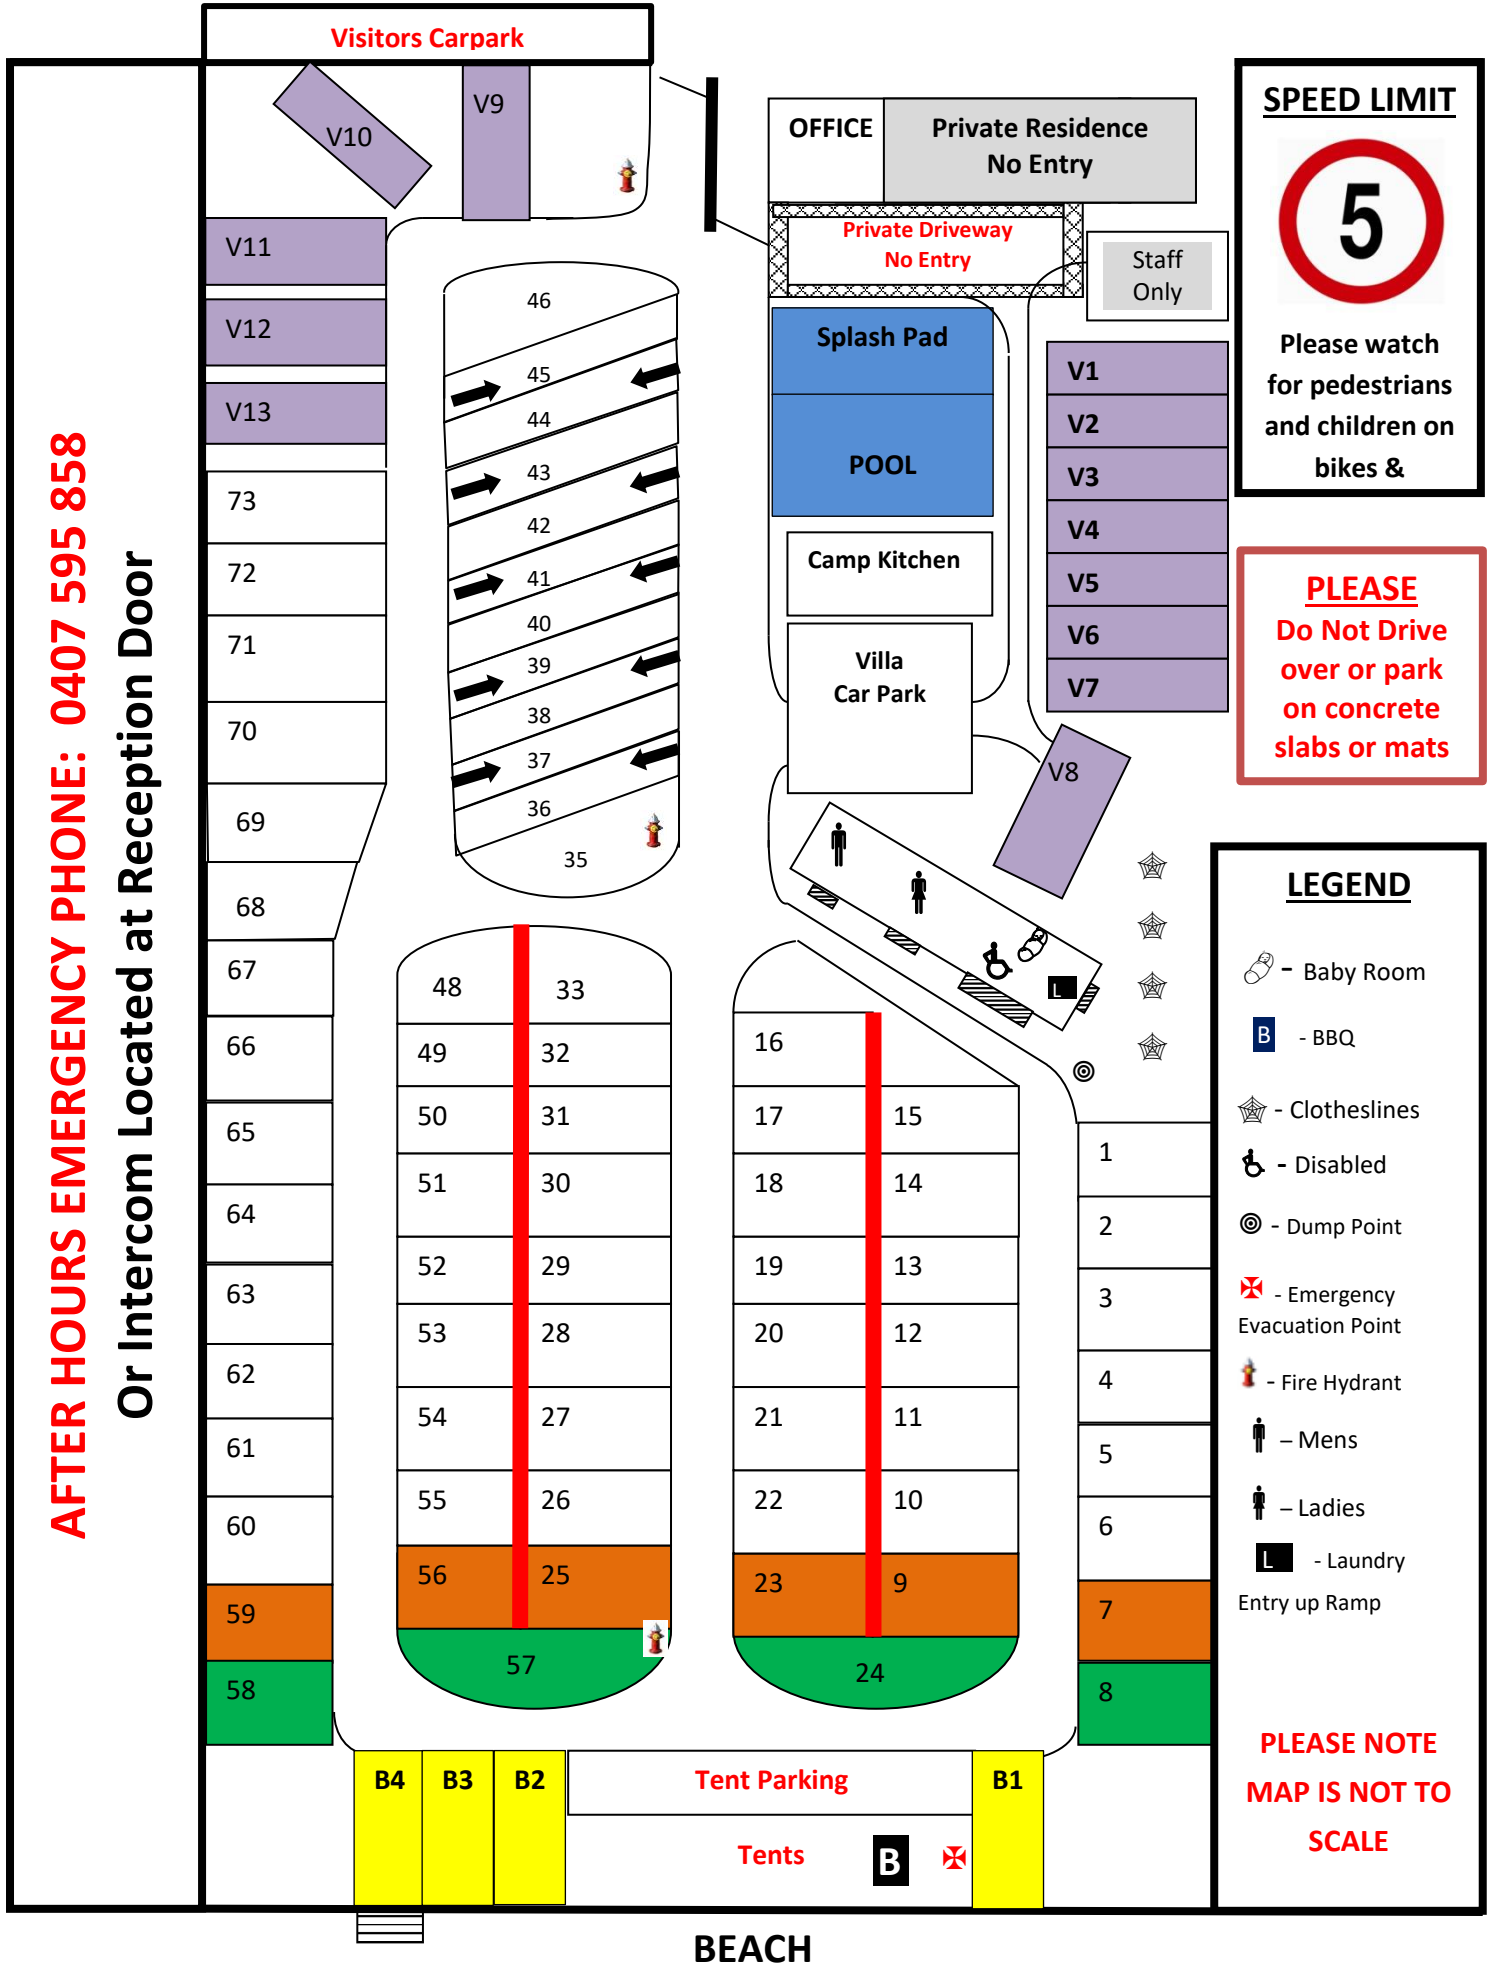 Visitors Carpark
AFTER HOURS EMERGENCY PHONE: 0407 595 858
Or Intercom Located at Reception Door
V10
V9
V11
V12
V13
73
72
71
70
69
68
67
66
65
64
63
62
61
60
59
58
46
45
44
43
42
41
40
39
38
37
36
35
48
33
49
32
50
31
51
30
52
29
53
28
54
27
55
26
56
25
57
OFFICE
Private Residence
No Entry
Private Driveway
No Entry
Staff
Only
Splash Pad
POOL
Camp Kitchen
Villa
Car Park
V1
V2
V3
V4
V5
V6
V7
V8
L
16
17
15
18
14
19
13
20
12
21
11
22
10
23
9
24
1
2
3
4
5
6
7
8
B4
B3
B2
Tent Parking
B1
Tents
B
BEACH
SPEED LIMIT
5
Please watch
for pedestrians
and children on
bikes &
PLEASE
Do Not Drive
over or park
on concrete
slabs or mats
LEGEND
- Baby Room
B - BBQ
- Clotheslines
- Disabled
- Dump Point
- Emergency
Evacuation Point
- Fire Hydrant
– Mens
– Ladies
L - Laundry
Entry up Ramp
PLEASE NOTE
MAP IS NOT TO
SCALE